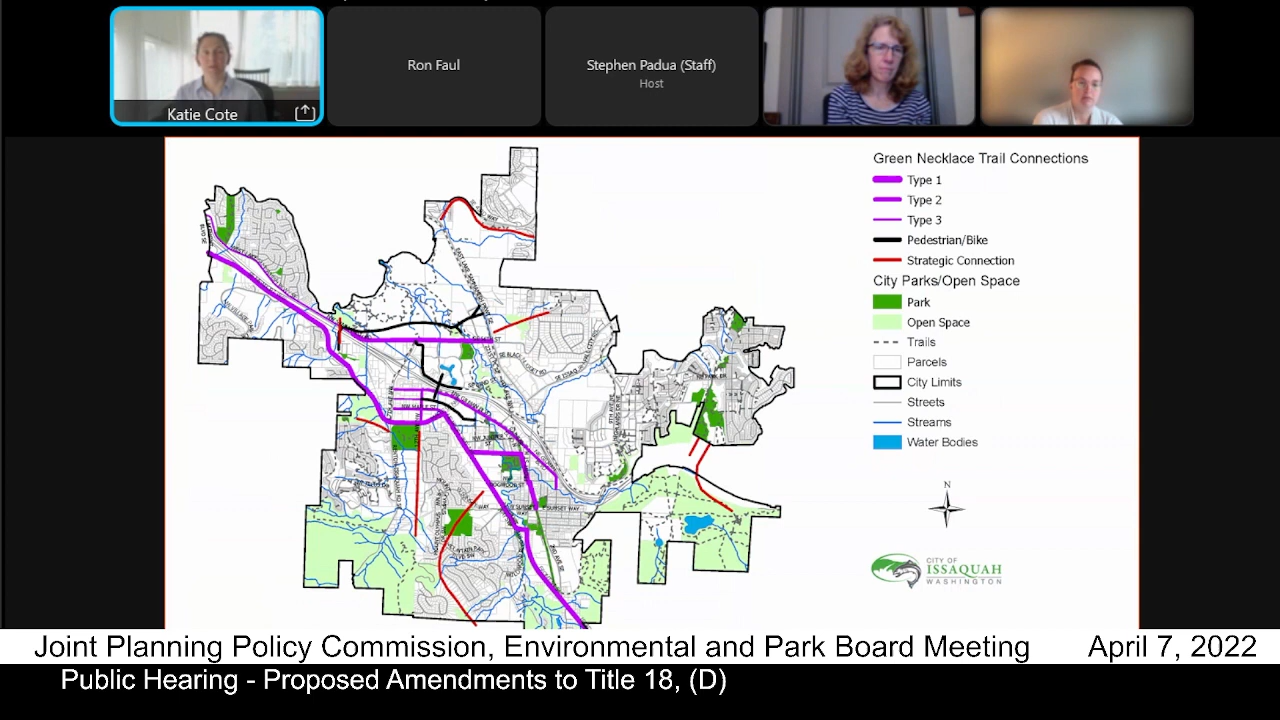 Katie Cote
Ron Faul
Stephen Padua (Staff)
Host
Green Necklace Trail Connections
Type 1
Type 2
Type 3
Pedestrian/Bike
Strategic Connection
City Parks/Open Space
Park
Open Space
Trails
Parcels
City Limits
Streets
Streams
Water Bodies
N
CITY OF
ISSAQUAH
WASHINGTON
Joint Planning Policy Commission, Environmental and Park Board Meeting April 7, 2022
Public Hearing - Proposed Amendments to Title 18, (D)